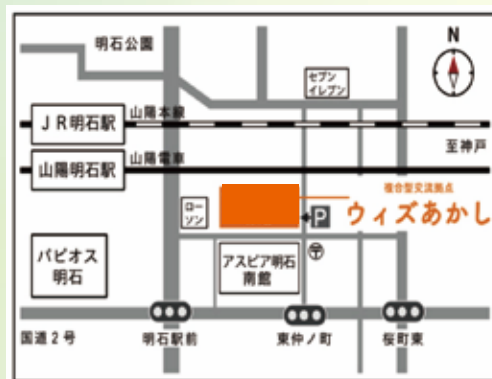 明石公園
N
セブン
イレブン
JR明石駅
山陽本線
至神戸
山陽明石駅
山陽電車
複合型交流拠点
ウィズあかし
ロー
ソン
P
〒
パピオス
明石
アスピア明石
南館
国道2号
明石駅前
東仲ノ町
桜町東